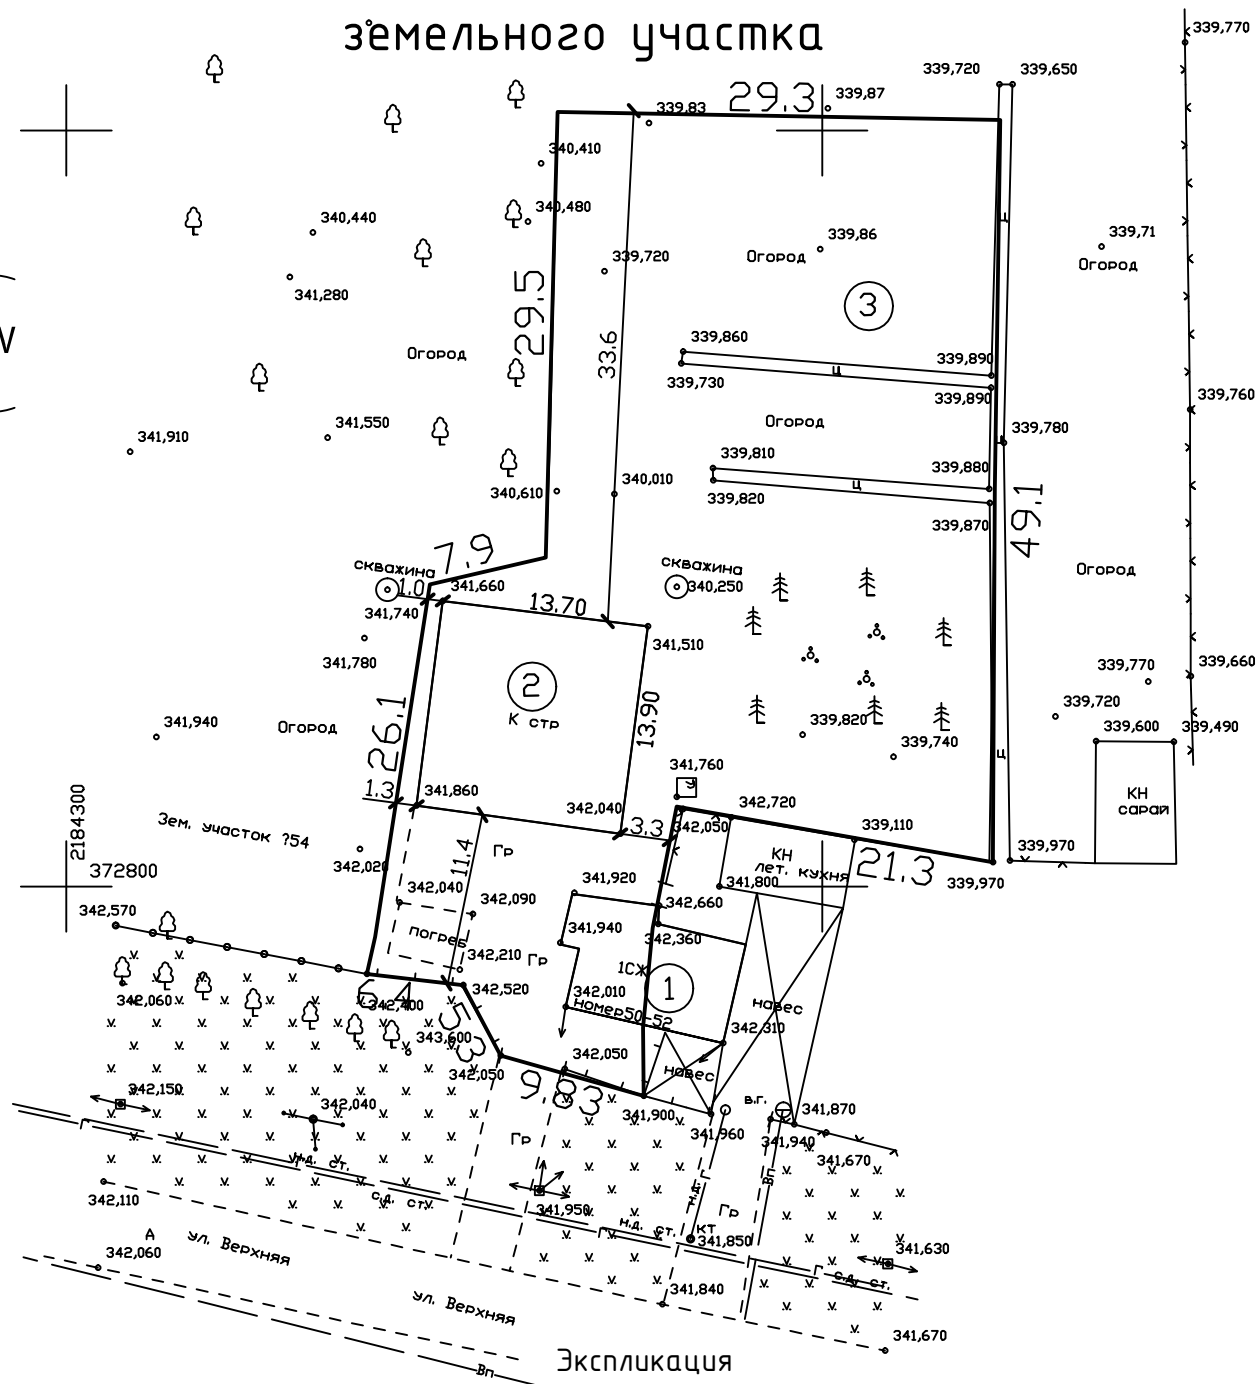 земельного участка
339,770
339,720
339,650
29.3
339,87
339,83
340,410
340,480
340,440
339,720
339,86
339,71
Огород
Огород
341,280
29.5
3
ц
33.6
339,860
339,890
Огород
ц
339,730
339,890
339,760
341,550
Огород
339,780
341,910
ц
339,810
339,880
340,610
340,010
339,820
ц
339,870
49.1
7.9
скважина
скважина
1.0
341,660
340,250
Огород
13.70
341,740
341,510
341,780
339,770
339,660
2
К стр
13.90
339,820
339,720
341,940
Огород
26.1
339,740
339,600
339,490
ц
341,760
у
1.3
341,860
КН
сарай
342,040
3.3
342,050
342,720
339,110
2184300
Зем. участок ?54
11.4
Гр
КН
лет. кухня
21.3
339,970
342,020
372800
341,920
341,800
339,970
342,040
342,090
342,570
342,660
погреб
341,940
342,360
342,210
Гр
1СЖ
1
342,520
342,010
номер50-52
навес
342,060
6.4
342,400
5.3
342,310
343,600
342,050
342,050
навес
9.83
342,150
341,900
в.г.
341,870
342,040
341,960
341,940
341,670
Г
Гр
н.д. ст.
с.д. ст.
342,110
341,950
н.д.
Г
Вп
Гр
н.д. ст.
КТ
341,850
А
ул. Верхняя
342,060
341,630
Г
с.д. ст.
341,840
ул. Верхняя
341,670
Вп
Экспликация